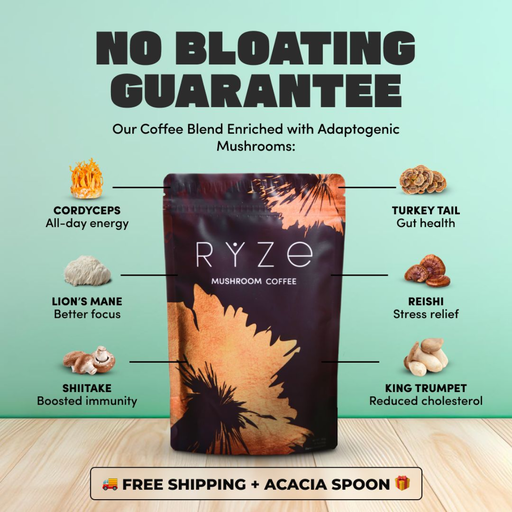 NO BLOATING
GUARANTEE
Our Coffee Blend Enriched with Adaptogenic
Mushrooms:
CORDYCEPS
All-day energy
TURKEY TAIL
Gut health
RYZE
MUSHROOM COFFEE
LION'S MANE
Better focus
REISHI
Stress relief
SHIITAKE
Boosted immunity
KING TRUMPET
Reduced cholesterol
🚚 FREE SHIPPING + ACACIA SPOON 🎁